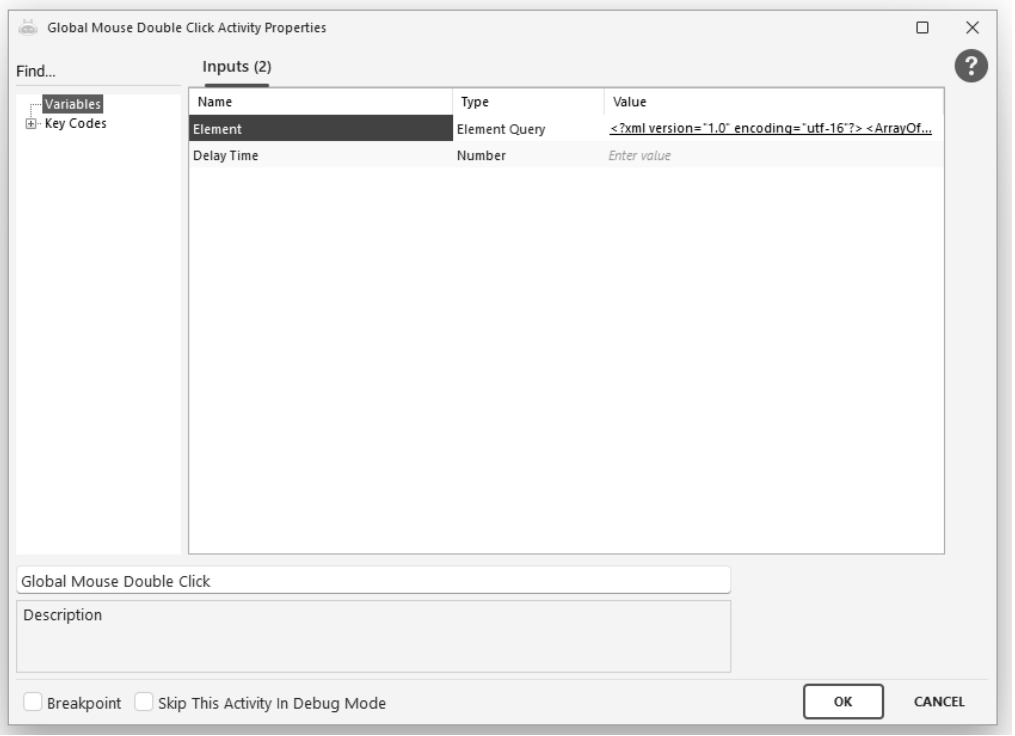 Global Mouse Double Click Activity Properties
Find...
Inputs (2)
?
Variables
Key Codes
Name Type Value
Element Element Query <?xml version="1.0" encoding="utf-16"?> <ArrayOf...
Delay Time Number Enter value
Global Mouse Double Click
Description
Breakpoint Skip This Activity In Debug Mode OK CANCEL